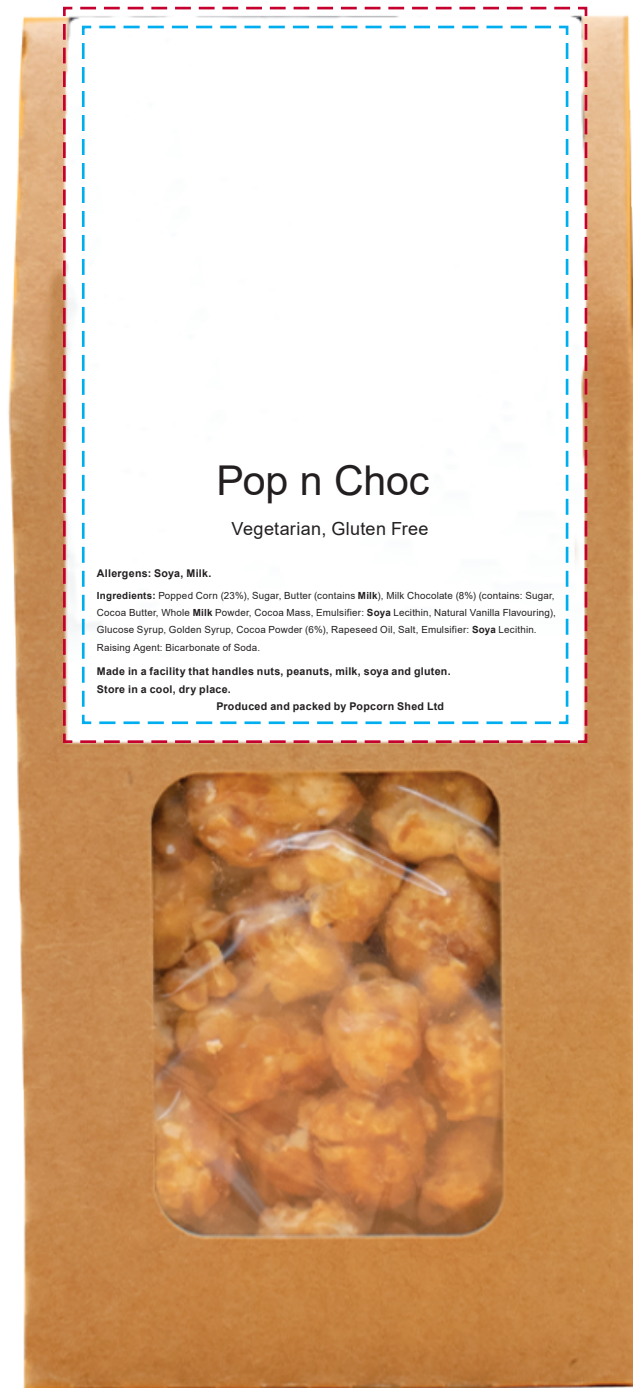 Pop n Choc
Vegetarian, Gluten Free
Allergens: Soya, Milk.
Ingredients: Popped Corn (23%), Sugar, Butter (contains Milk), Milk Chocolate (8%) (contains: Sugar,
Cocoa Butter, Whole Milk Powder, Cocoa Mass, Emulsifier: Soya Lecithin, Natural Vanilla Flavouring),
Glucose Syrup, Golden Syrup, Cocoa Powder (6%), Rapeseed Oil, Salt, Emulsifier: Soya Lecithin.
Raising Agent: Bicarbonate of Soda.
Made in a facility that handles nuts, peanuts, milk, soya and gluten.
Store in a cool, dry place.
Produced and packed by Popcorn Shed Ltd